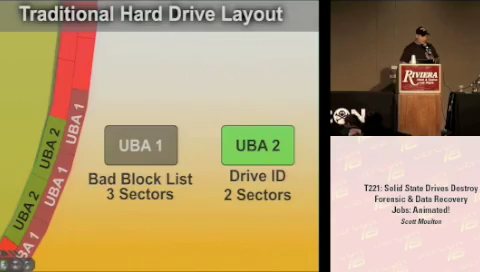 Traditional Hard Drive Layout
UBA 1
UBA 2
UBA 1
UBA 2
UBA 1
UBA 1
Bad Block List
3 Sectors
UBA 2
Drive ID
2 Sectors
RIVIERA
T221: Solid State Drives Destroy
Forensic & Data Recovery
Jobs: Animated!
Scott Moulton